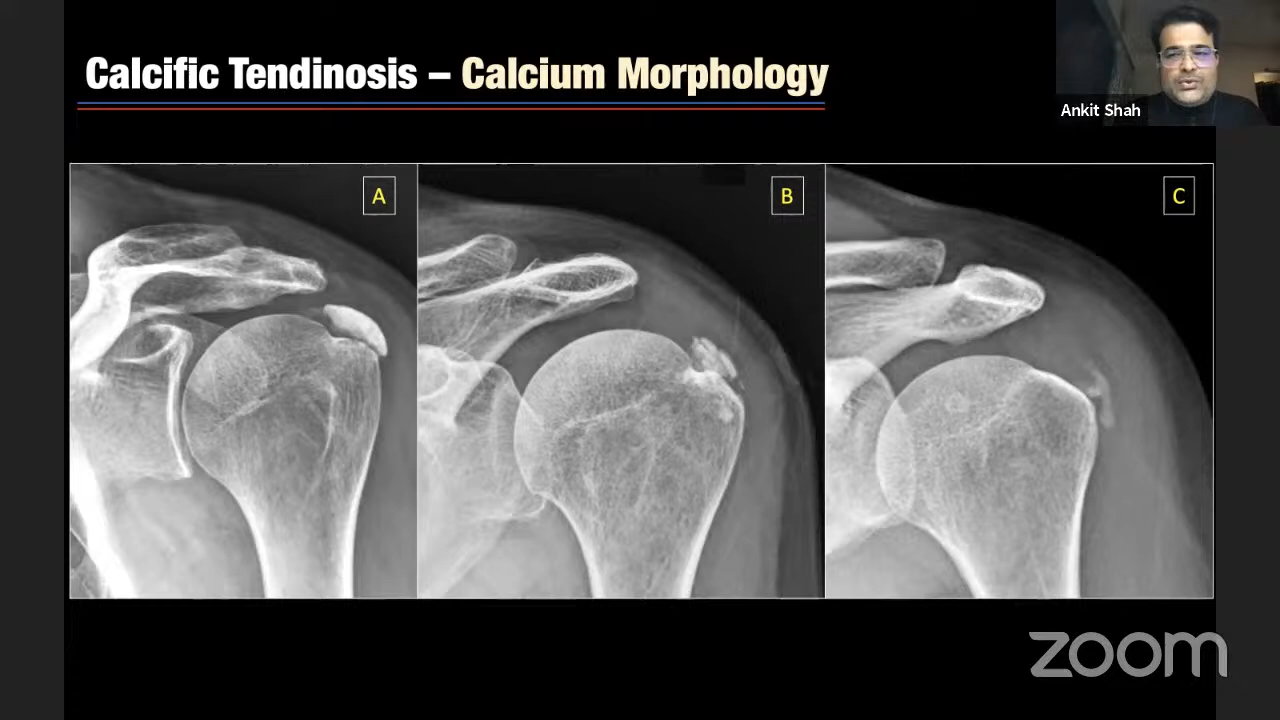 Calcific Tendinosis – Calcium Morphology
Ankit Shah
A
B
C
zoom